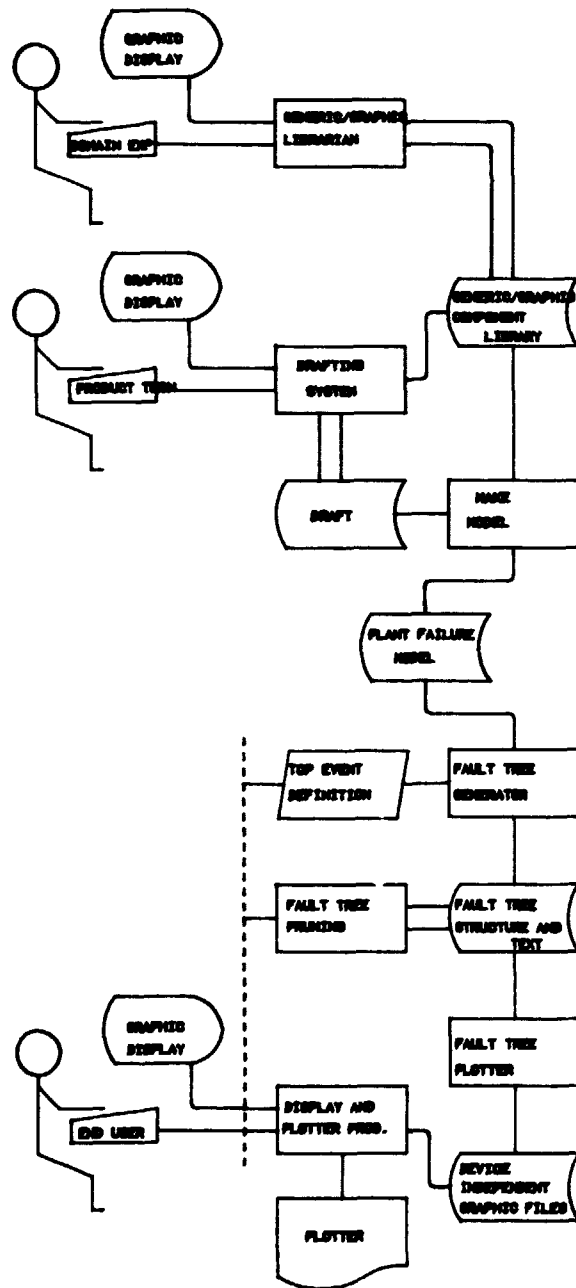 GRAPHIC
DISPLAY
DOMAIN EXP
GENERIC/GRAPHIC
LIBRARIAN
GRAPHIC
DISPLAY
PRODUCT TECH
DRAFTING
SYSTEM
GENERIC/GRAPHIC
COMPONENT
LIBRARY
DRAFT
MAKE
MODEL
PLANT FAILURE
MODEL
TOP EVENT
DEFINITION
FAULT TREE
GENERATOR
FAULT TREE
PRUNING
FAULT TREE
STRUCTURE AND
TEXT
GRAPHIC
DISPLAY
FAULT TREE
PLOTTER
END USER
DISPLAY AND
PLOTTER PROD.
DEVICE
INDEPENDENT
GRAPHIC FILES
PLOTTER